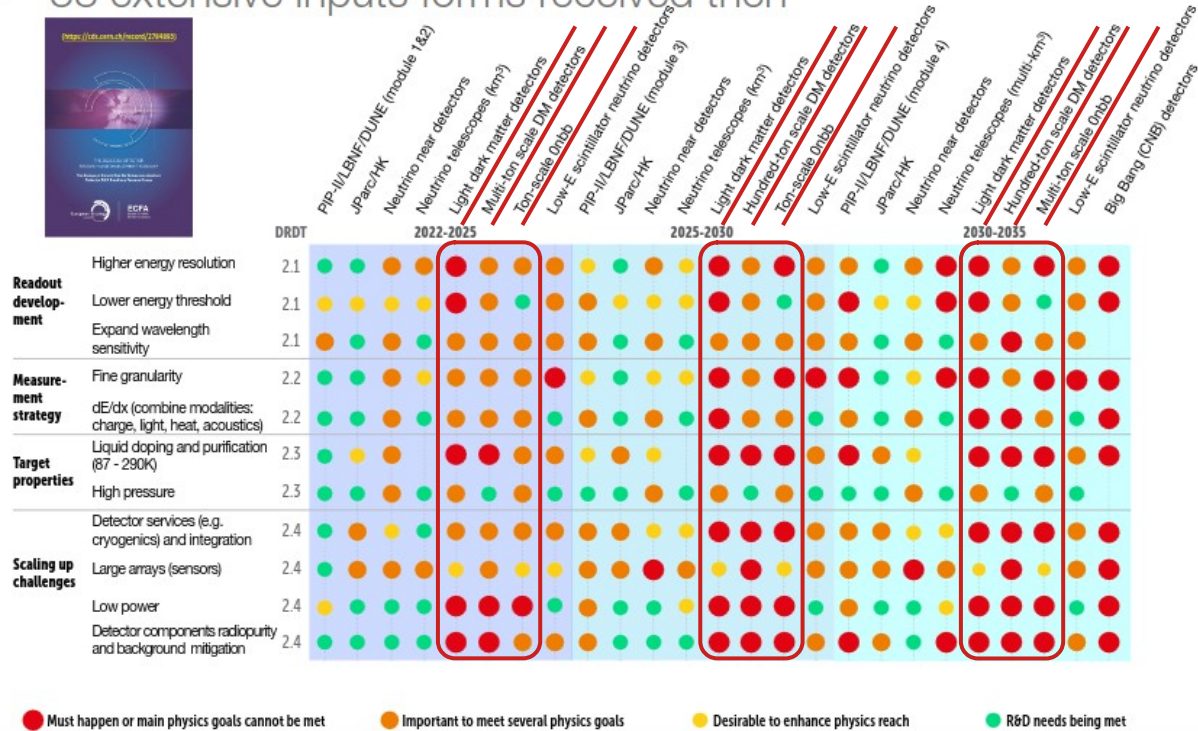 (https://cds.cern.ch/record/2784893)
ECFA
PIP-II/LBNF/DUNE (module 1&2)
JParc/HK
Neutrino near detectors
Neutrino telescopes (km³)
Light dark matter detectors
Multi-ton scale DM detectors
Ton-scale 0nbb
Low-E scintillator neutrino detectors
PIP-II/LBNF/DUNE (module 3)
JParc/HK
Neutrino near detectors
Neutrino telescopes (km³)
Light dark matter detectors
Hundred-ton scale DM detectors
Ton-scale 0nbb
Low-E scintillator neutrino detectors
PIP-II/LBNF/DUNE (module 4)
JParc/HK
Neutrino near detectors
Neutrino telescopes (multi-km³)
Light dark matter detectors
Hundred-ton scale DM detectors
Multi-ton scale 0nbb
Low-E scintillator neutrino detectors
Big Bang (CNB) detectors
DRDT
2022-2025
2025-2030
2030-2035
Readout
develop-
ment
Higher energy resolution
2.1
Lower energy threshold
2.1
Expand wavelength
sensitivity
2.1
Measure-
ment
strategy
Fine granularity
2.2
dE/dx (combine modalities:
charge, light, heat, acoustics)
2.2
Target
properties
Liquid doping and purification
(87 - 290K)
2.3
High pressure
2.3
Scaling up
challenges
Detector services (e.g.
cryogenics) and integration
2.4
Large arrays (sensors)
2.4
Low power
2.4
Detector components radiopurity
and background mitigation
2.4
Must happen or main physics goals cannot be met
Important to meet several physics goals
Desirable to enhance physics reach
R&D needs being met